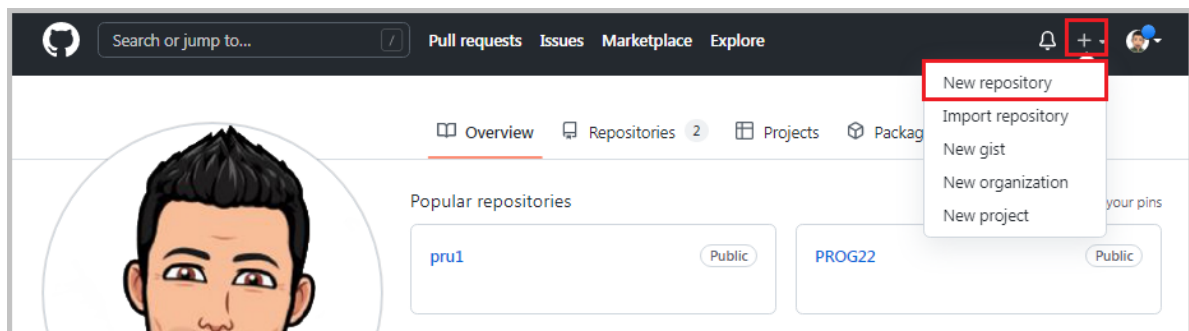 Search or jump to... / Pull requests Issues Marketplace Explore
New repository
Import repository
New gist
New organization
New project
Overview Repositories 2 Projects Packag
Popular repositories
your pins
pru1 Public
PROG22 Public